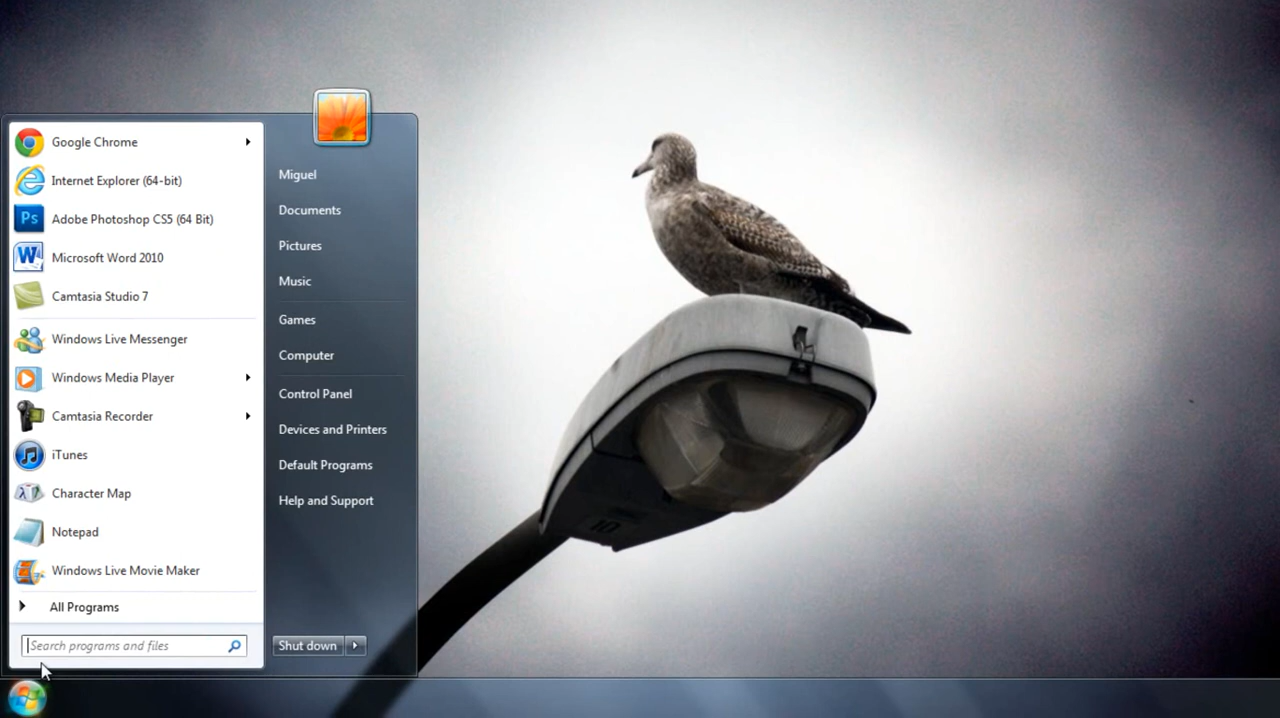 Google Chrome
Internet Explorer (64-bit)
Ps
Adobe Photoshop CS5 (64 Bit)
W
Microsoft Word 2010
Camtasia Studio 7
Windows Live Messenger
Windows Media Player
Camtasia Recorder
iTunes
Character Map
Notepad
Windows Live Movie Maker
All Programs
Search programs and files
Miguel
Documents
Pictures
Music
Games
Computer
Control Panel
Devices and Printers
Default Programs
Help and Support
Shut down
10